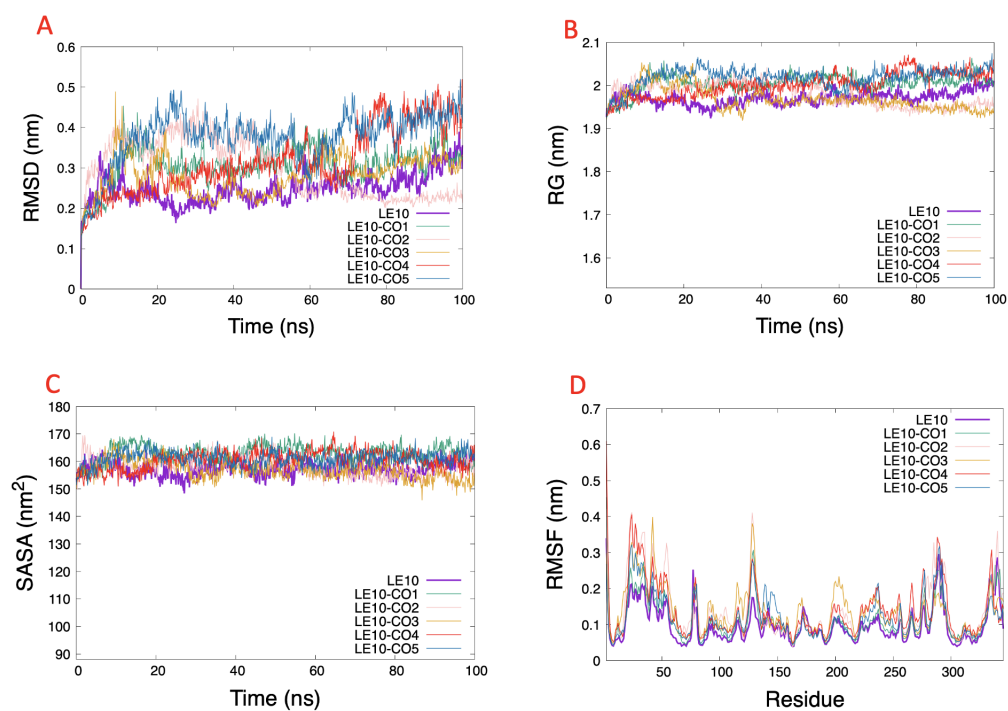 A
0.6
0.5
0.4
0.3
0.2
0.1
0
RMSD (nm)
LE10
LE10-CO1
LE10-CO2
LE10-CO3
LE10-CO4
LE10-CO5
0 20 40 60 80 100
Time (ns)
B
2.1
2
1.9
1.8
1.7
1.6
RG (nm)
LE10
LE10-CO1
LE10-CO2
LE10-CO3
LE10-CO4
LE10-CO5
0 20 40 60 80 100
Time (ns)
C
180
170
160
150
140
130
120
110
100
90
SASA (nm²)
LE10
LE10-CO1
LE10-CO2
LE10-CO3
LE10-CO4
LE10-CO5
0 20 40 60 80 100
Time (ns)
D
0.7
0.6
0.5
0.4
0.3
0.2
0.1
0
RMSF (nm)
LE10
LE10-CO1
LE10-CO2
LE10-CO3
LE10-CO4
LE10-CO5
50 100 150 200 250 300
Residue